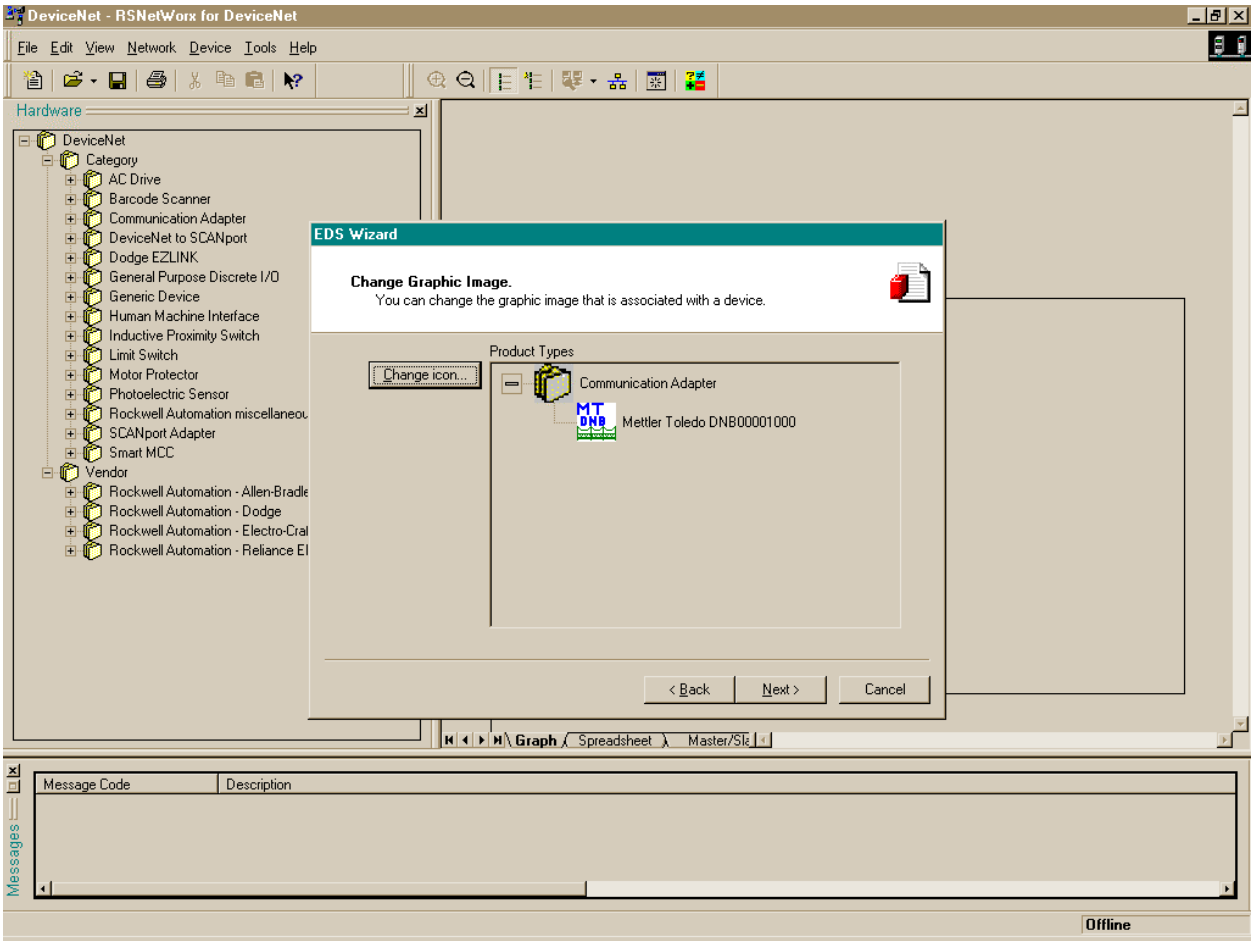 DeviceNet - RSNetWorx for DeviceNet
File Edit View Network Device Tools Help
Hardware
DeviceNet
Category
AC Drive
Barcode Scanner
Communication Adapter
DeviceNet to SCANport
Dodge EZLINK
General Purpose Discrete I/O
Generic Device
Human Machine Interface
Inductive Proximity Switch
Limit Switch
Motor Protector
Photoelectric Sensor
Rockwell Automation miscellaneou
SCANport Adapter
Smart MCC
Vendor
Rockwell Automation - Allen-Bradle
Rockwell Automation - Dodge
Rockwell Automation - Electro-Cra
Rockwell Automation - Reliance El
EDS Wizard
Change Graphic Image.
You can change the graphic image that is associated with a device.
Change icon...
Product Types
Communication Adapter
MT
DNB
Mettler Toledo DNB00001000
< Back Next > Cancel
Graph Spreadsheet Master/Sla
Message Code Description
Messages
Offline